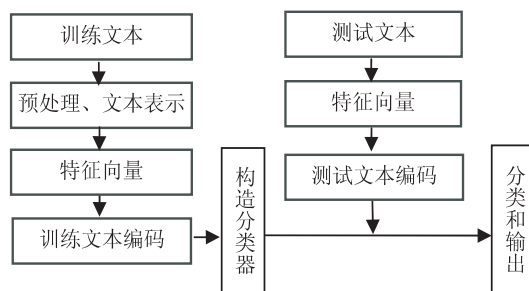 训练文本
预处理、文本表示
特征向量
训练文本编码
构造分类器
测试文本
特征向量
测试文本编码
分类和输出